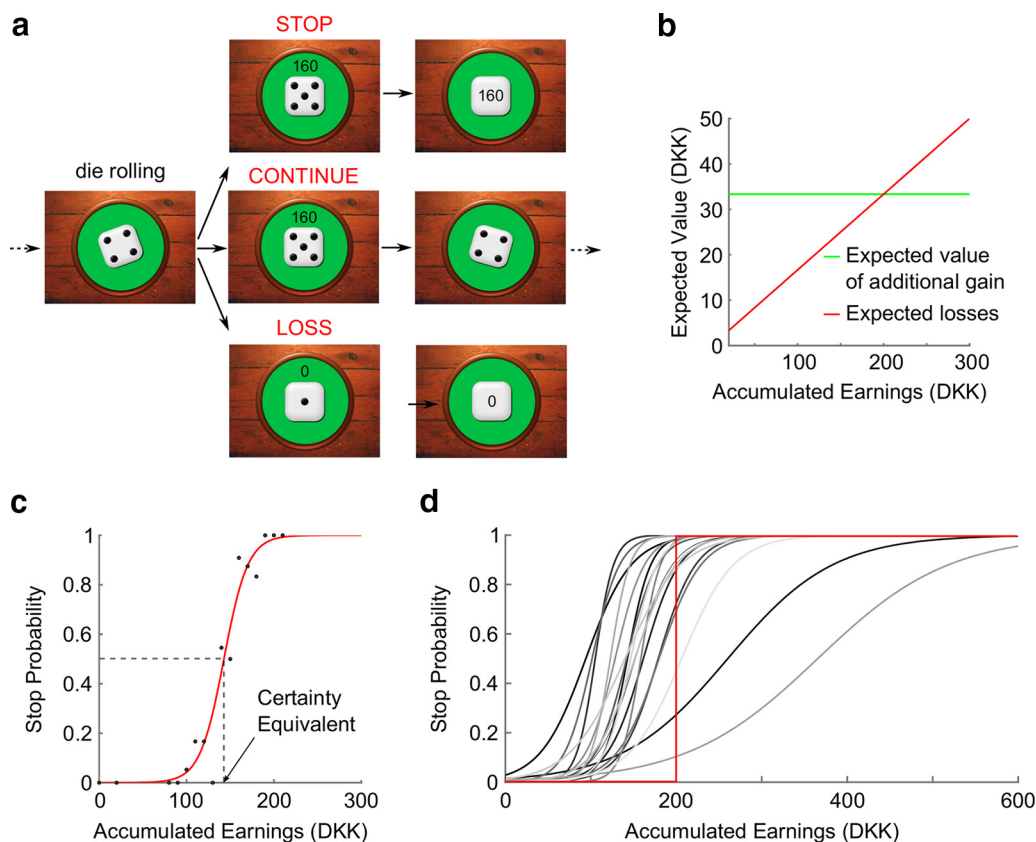 a
STOP
160
160
die rolling
CONTINUE
160
LOSS
0
0
b
Expected Value (DKK)
50
40
30
20
10
0
100
200
300
Expected value
of additional gain
Expected losses
Accumulated Earnings (DKK)
c
Stop Probability
1
0.8
0.6
0.4
0.2
0
0
100
200
300
Certainty
Equivalent
Accumulated Earnings (DKK)
d
Stop Probability
1
0.8
0.6
0.4
0.2
0
0
200
400
600
Accumulated Earnings (DKK)